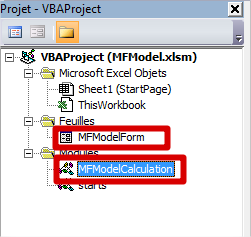 Projet - VBAProject
VBAProject (MFModel.xlsm)
Microsoft Excel Objets
Sheet1 (StartPage)
ThisWorkbook
Feuilles
MFModelForm
Modules
MFModelCalculation
starts